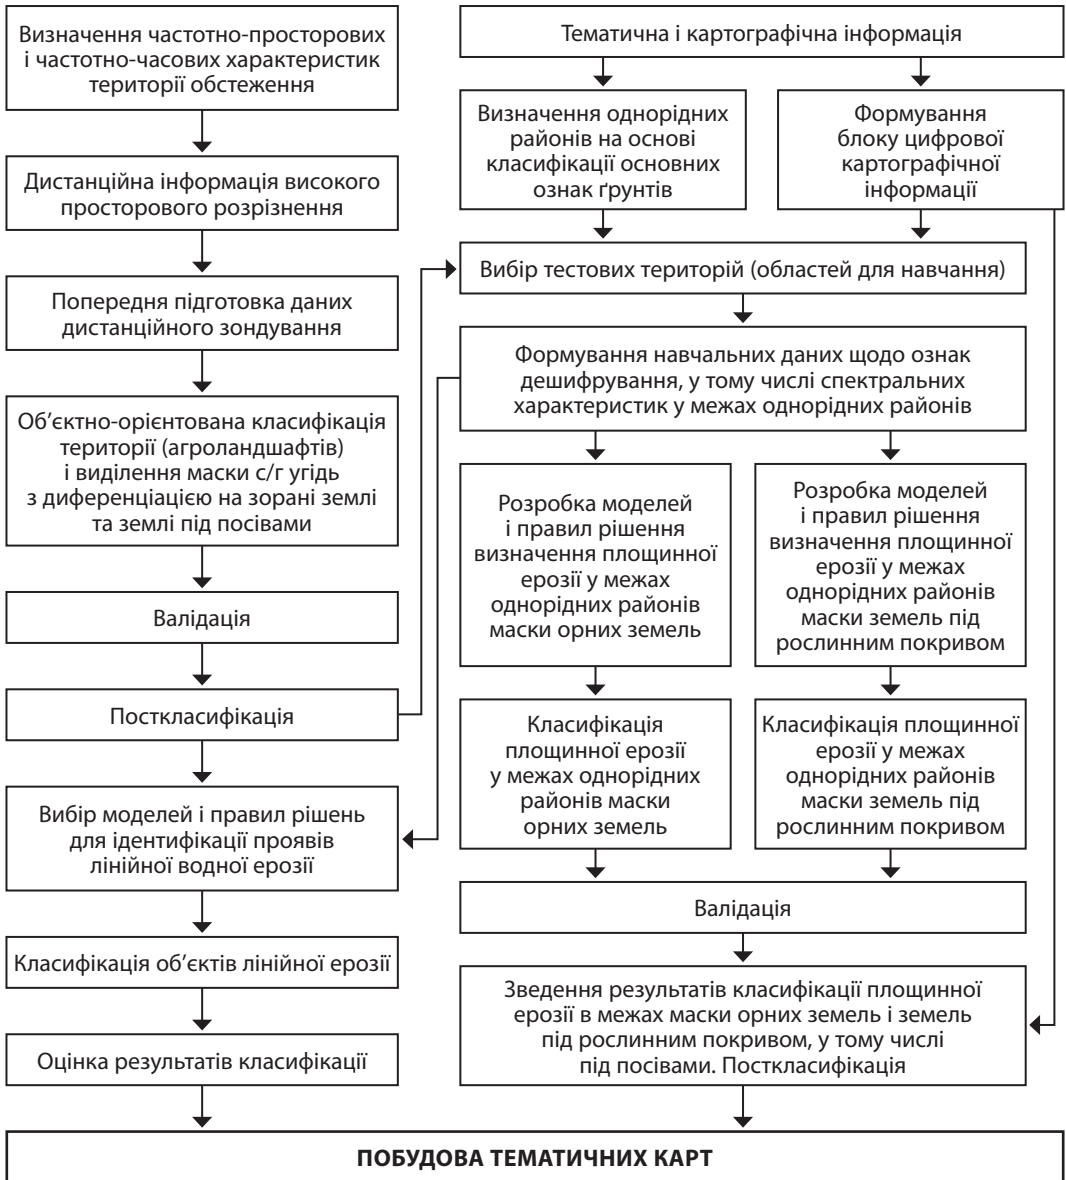 Визначення частотно-просторових
і частотно-часових характеристик
території обстеження
Дистанційна інформація високого
просторового розрізнення
Попередня підготовка даних
дистанційного зондування
Об’єктно-орієнтована класифікація
території (агроландшафтів)
і виділення маски с/г угідь
з диференціацією на зорані землі
та землі під посівами
Валідація
Посткласифікація
Вибір моделей і правил рішень
для ідентифікації проявів
лінійної водної ерозії
Класифікація об’єктів лінійної ерозії
Оцінка результатів класифікації
Тематична і картографічна інформація
Визначення однорідних
районів на основі
класифікації основних
ознак ґрунтів
Формування
блоку цифрової
картографічної
інформації
Вибір тестових територій (областей для навчання)
Формування навчальних даних щодо ознак
дешифрування, у тому числі спектральних
характеристик у межах однорідних районів
Розробка моделей
і правил рішення
визначення площинної
ерозії у межах
однорідних районів
маски орних земель
Розробка моделей
і правил рішення
визначення площинної
ерозії у межах
однорідних районів
маски земель під
рослинним покривом
Класифікація
площинної ерозії
у межах однорідних
районів маски
орних земель
Класифікація площинної
ерозії у межах
однорідних районів
маски земель під
рослинним покривом
Валідація
Зведення результатів класифікації площинної
ерозії в межах маски орних земель і земель
під рослинним покривом, у тому числі
під посівами. Посткласифікація
ПОБУДОВА ТЕМАТИЧНИХ КАРТ